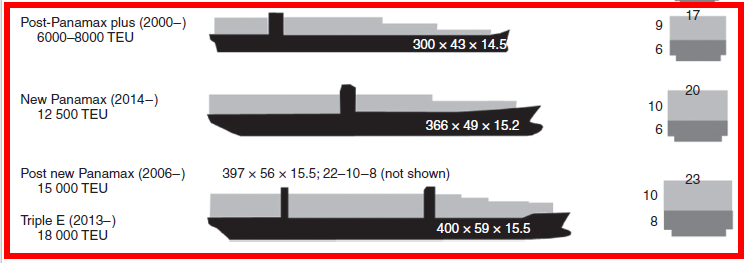 Post-Panamax plus (2000–)
6000–8000 TEU
300 x 43 x 14.5
17
9
6
New Panamax (2014–)
12 500 TEU
366 x 49 x 15.2
20
10
6
Post new Panamax (2006–)
15 000 TEU
397 x 56 x 15.5; 22–10–8 (not shown)
Triple E (2013–)
18 000 TEU
400 x 59 x 15.5
23
10
8